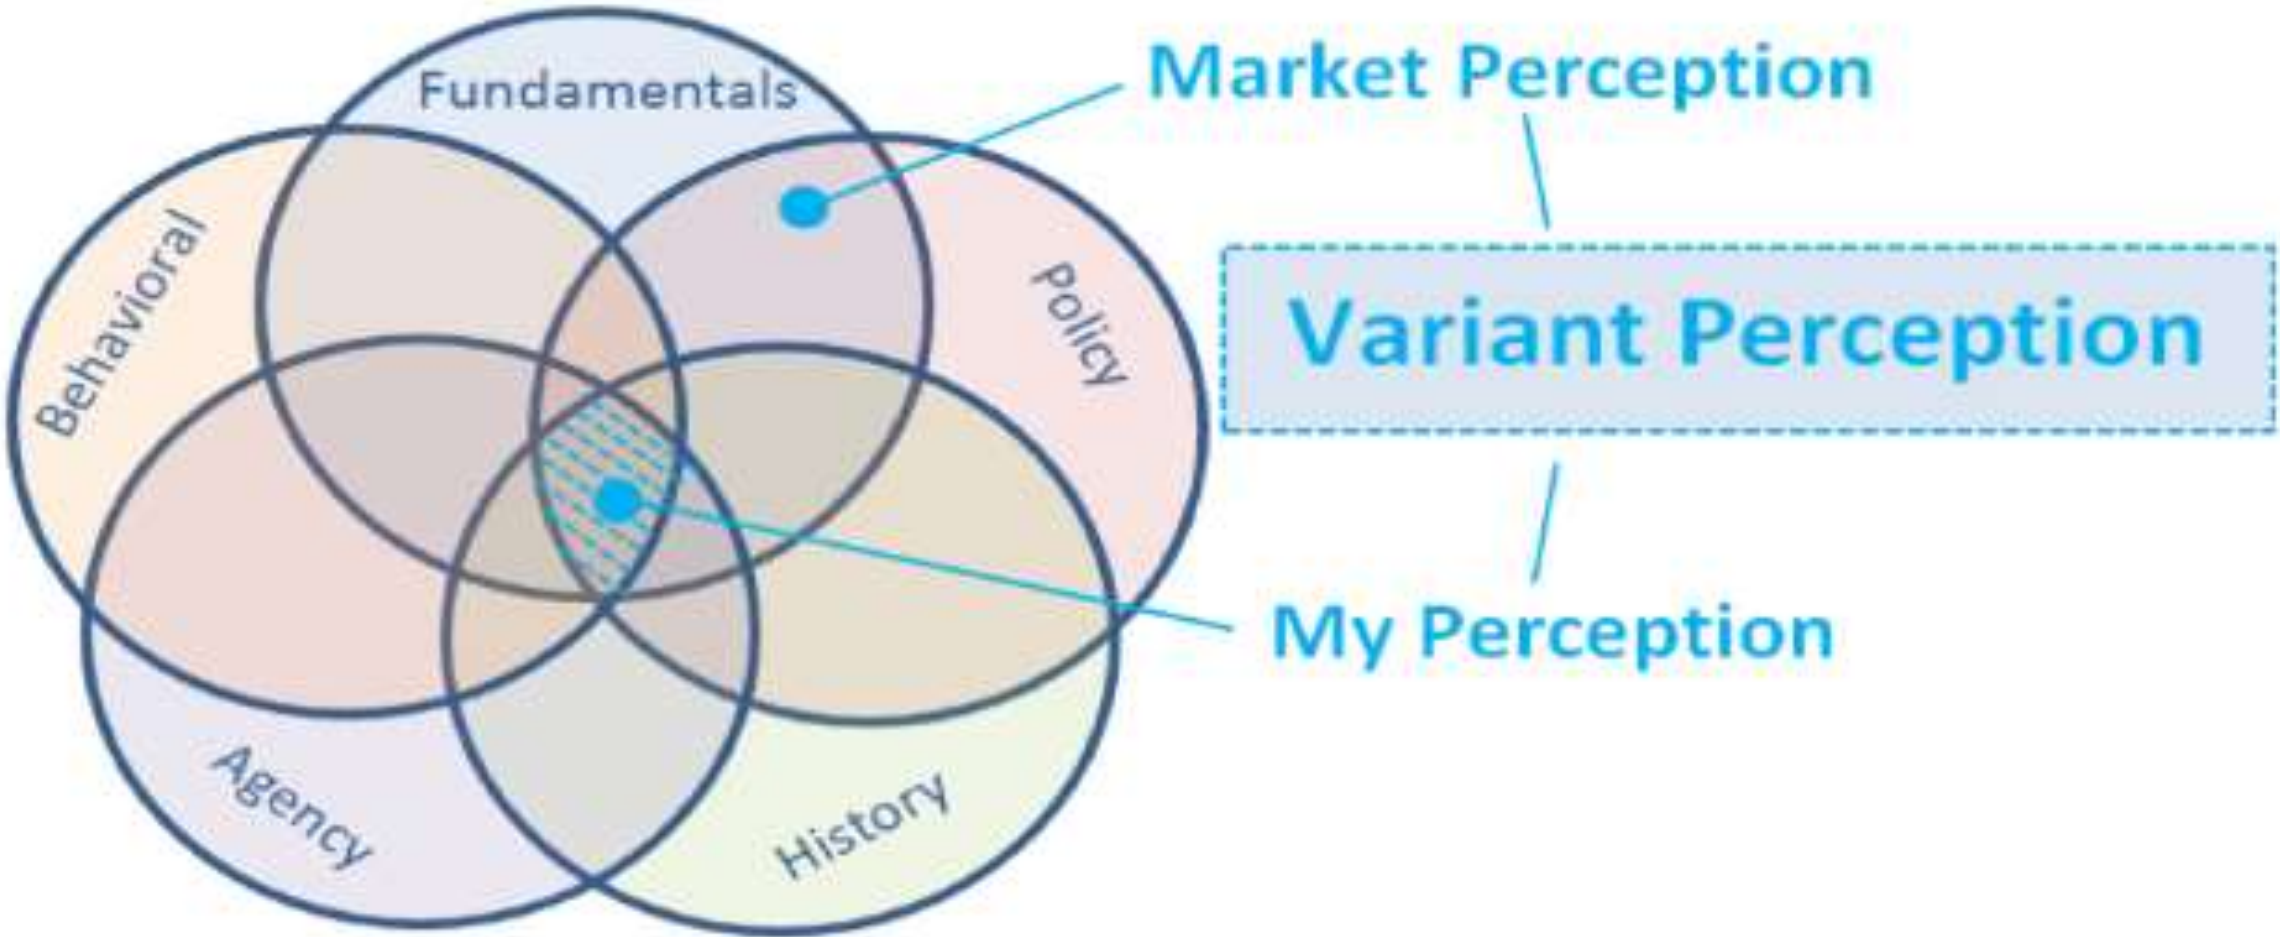 Fundamentals
Market Perception
Behavioral
Policy
Variant Perception
My Perception
Agency
History